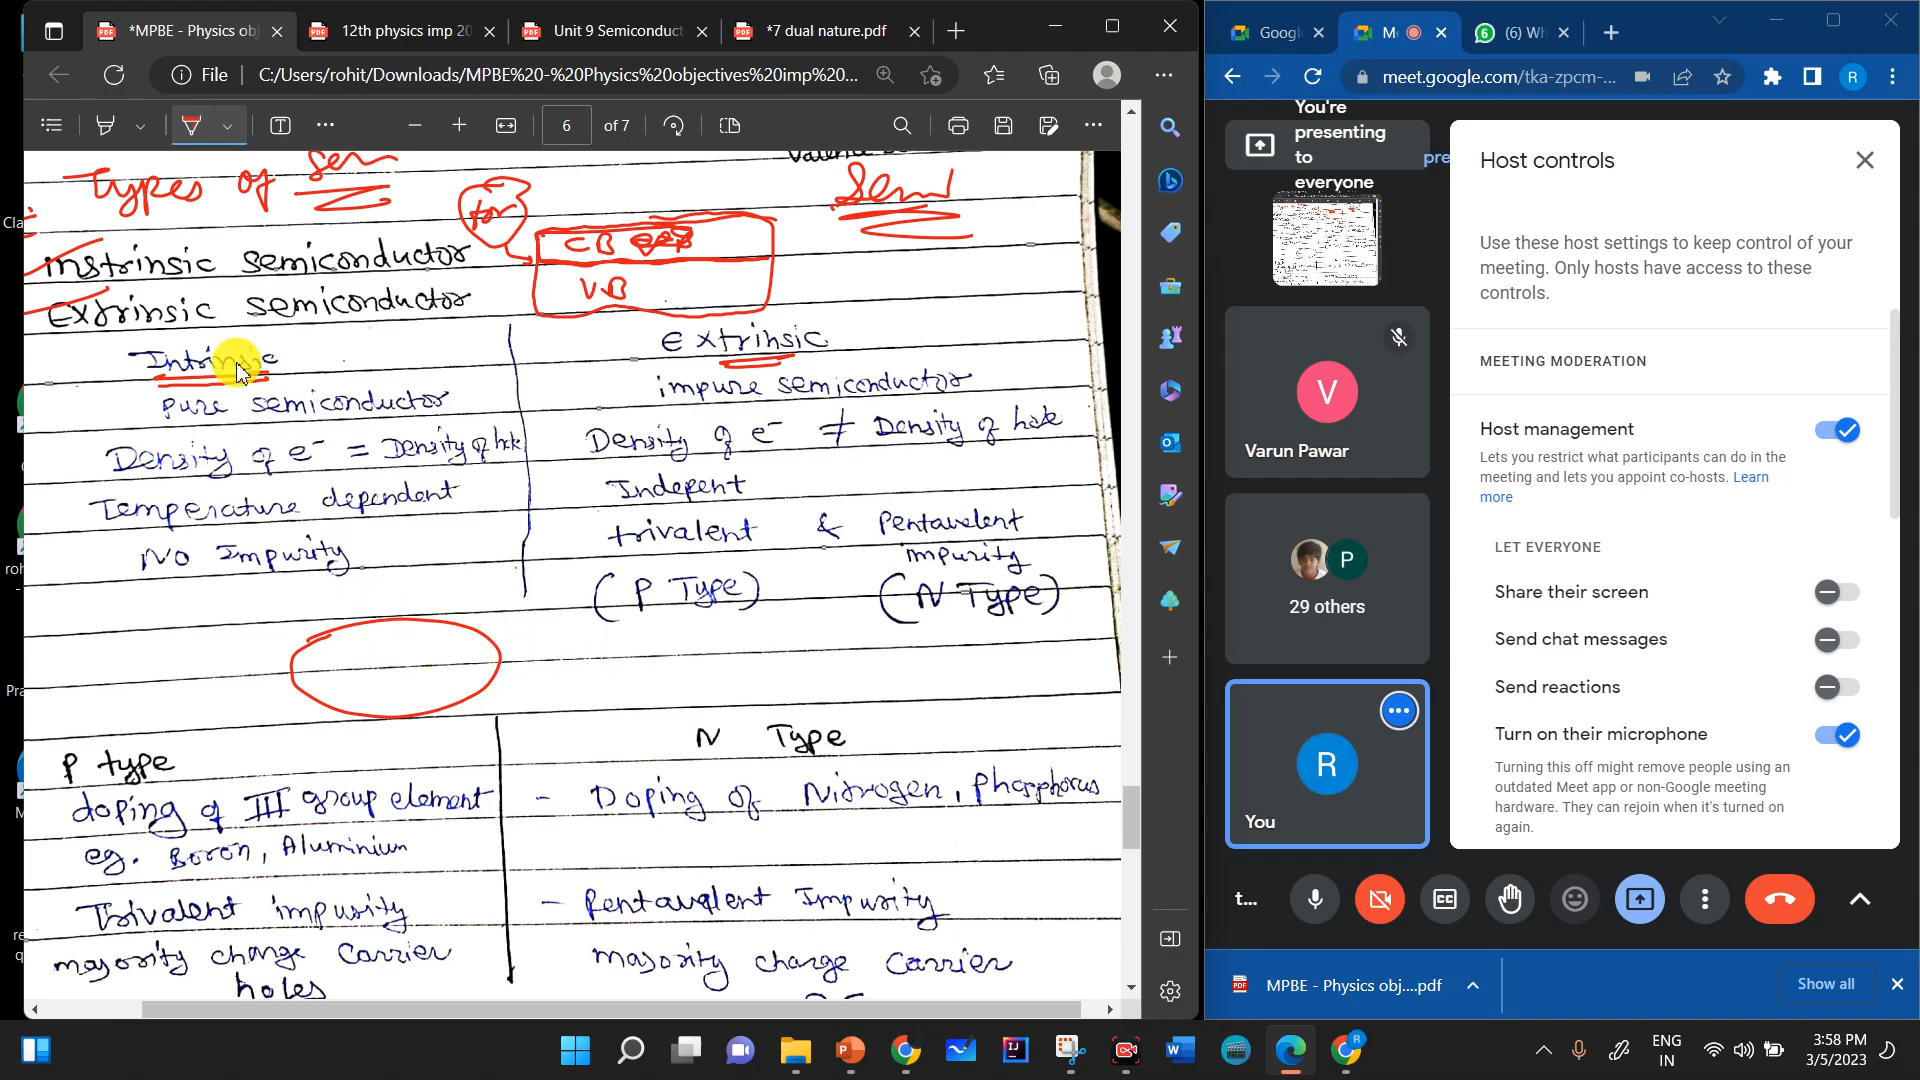 *MPBE - Physics obj
12th physics imp 20
Unit 9 Semiconduct
*7 dual nature.pdf
File
C:/Users/rohit/Downloads/MPBE%20-%20Physics%20objectives%20imp%20...
6
of 7
Types of Semi
for
Semi
CB
VB
Instrinsic semiconductor
Extrinsic semiconductor
Intrinsic
pure semiconductor
Density of e- = Density of hole
Temperature dependent
No Impurity
Extrinsic
impure semiconductor
Density of e- ≠ Density of hole
Indepent
trivalent & Pentavalent
impurity
(P Type) (N Type)
P type
doping of III group element
eg. Boron, Aluminium
Trivalent impurity
majority charge carrier
holes
N Type
- Doping of Nitrogen, phosphorus
- Pentavalent Impurity
majority charge carrier
Googl
M
(6) Wh
meet.google.com/tka-zpcm-...
R
You're
presenting
to
everyone
pre
V
Varun Pawar
P
29 others
R
You
Host controls
Use these host settings to keep control of your
meeting. Only hosts have access to these
controls.
MEETING MODERATION
Host management
Lets you restrict what participants can do in the
meeting and lets you appoint co-hosts. Learn
more
LET EVERYONE
Share their screen
Send chat messages
Send reactions
Turn on their microphone
Turning this off might remove people using an
outdated Meet app or non-Google meeting
hardware. They can rejoin when it's turned on
again.
t...
MPBE - Physics obj....pdf
Show all
ENG
IN
3:58 PM
3/5/2023